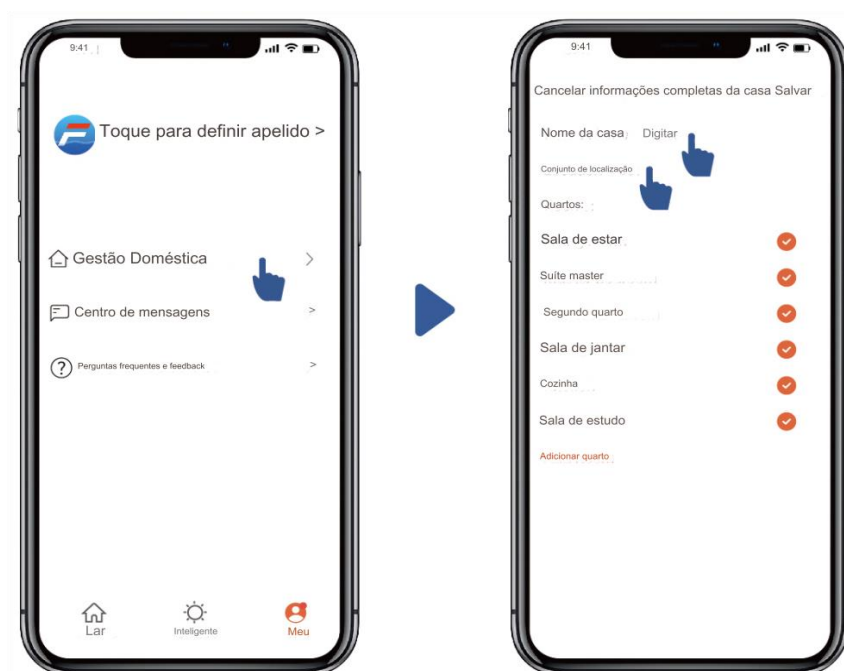 9:41
Toque para definir apelido >
Gestão Doméstica >
Centro de mensagens >
Perguntas frequentes e feedback >
Lar
Inteligente
Meu
9:41
Cancelar informações completas da casa Salvar
Nome da casa Digitar
Conjunto de localização
Quartos:
Sala de estar
Suíte master
Segundo quarto
Sala de jantar
Cozinha
Sala de estudo
Adicionar quarto